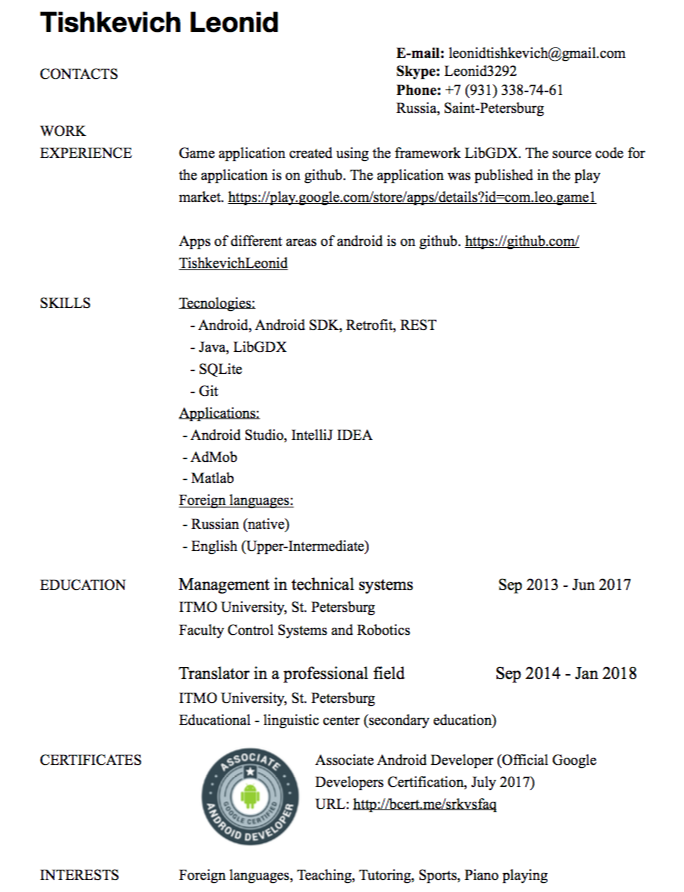 Tishkevich Leonid
CONTACTS
E-mail: leonidtishkevich@gmail.com
Skype: Leonid3292
Phone: +7 (931) 338-74-61
Russia, Saint-Petersburg
WORK
EXPERIENCE
Game application created using the framework LibGDX. The source code for
the application is on github. The application was published in the play
market. https://play.google.com/store/apps/details?id=com.leo.game1
Apps of different areas of android is on github. https://github.com/
TishkevichLeonid
SKILLS
Tecnologies:
- Android, Android SDK, Retrofit, REST
- Java, LibGDX
- SQLite
- Git
Applications:
- Android Studio, IntelliJ IDEA
- AdMob
- Matlab
Foreign languages:
- Russian (native)
- English (Upper-Intermediate)
EDUCATION
Management in technical systems Sep 2013 - Jun 2017
ITMO University, St. Petersburg
Faculty Control Systems and Robotics
Translator in a professional field Sep 2014 - Jan 2018
ITMO University, St. Petersburg
Educational - linguistic center (secondary education)
CERTIFICATES
ASSOCIATE
GOOGLE CERTIFIED
ANDROID DEVELOPER
Associate Android Developer (Official Google
Developers Certification, July 2017)
URL: http://bcert.me/srkvsfaq
INTERESTS
Foreign languages, Teaching, Tutoring, Sports, Piano playing